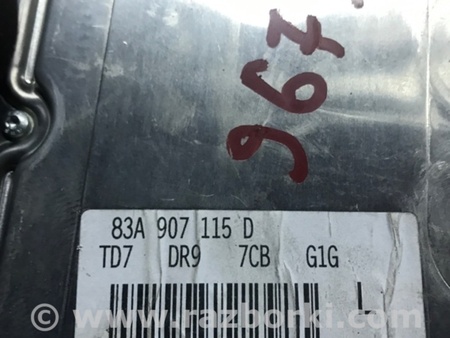 967
83A 907 115 D
TD7 DR9 7CB G1G
© www.razborki.com